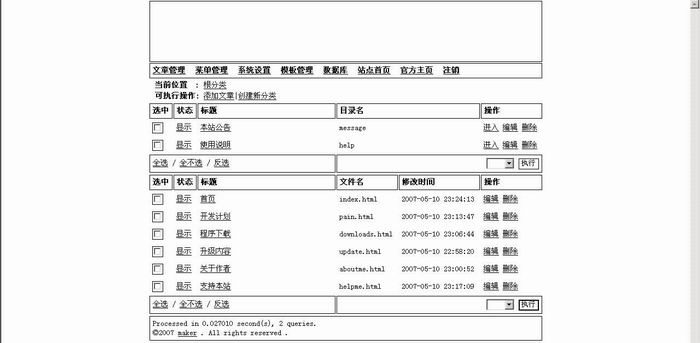 文章管理 菜单管理 系统设置 模板管理 数据库 站点首页 官方主页 注销
当前位置 : 根分类
可执行操作: 添加文章|创建新分类
选中 状态 标题 目录名 操作
显示 本站公告 message 进入 编辑 删除
显示 使用说明 help 进入 编辑 删除
全选 / 全不选 / 反选 执行
选中 状态 标题 文件名 修改时间 操作
显示 首页 index.html 2007-05-10 23:24:13 编辑 删除
显示 开发计划 pain.html 2007-05-10 23:13:47 编辑 删除
显示 程序下载 downloads.html 2007-05-10 23:06:44 编辑 删除
显示 升级内容 update.html 2007-05-10 22:58:20 编辑 删除
显示 关于作者 aboutme.html 2007-05-10 23:00:52 编辑 删除
显示 支持本站 helpme.html 2007-05-10 23:17:09 编辑 删除
全选 / 全不选 / 反选 执行
Processed in 0.027010 second(s), 2 queries.
©2007 maker . All rights reserved .